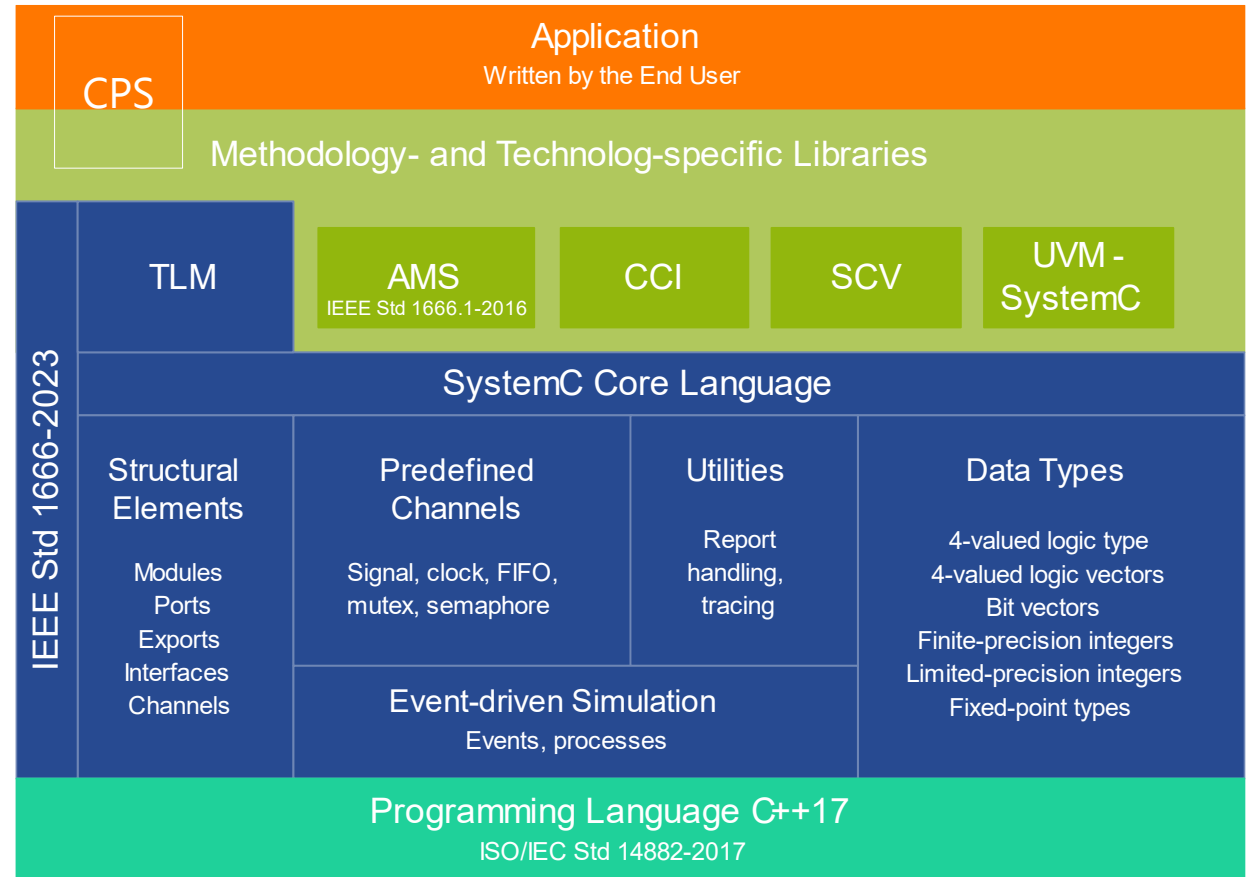 Application
Written by the End User
CPS
Methodology- and Technolog-specific Libraries
IEEE Std 1666-2023
TLM
AMS
IEEE Std 1666.1-2016
CCI
SCV
UVM -
SystemC
SystemC Core Language
Structural
Elements
Modules
Ports
Exports
Interfaces
Channels
Predefined
Channels
Signal, clock, FIFO,
mutex, semaphore
Utilities
Report
handling,
tracing
Data Types
4-valued logic type
4-valued logic vectors
Bit vectors
Finite-precision integers
Limited-precision integers
Fixed-point types
Event-driven Simulation
Events, processes
Programming Language C++17
ISO/IEC Std 14882-2017